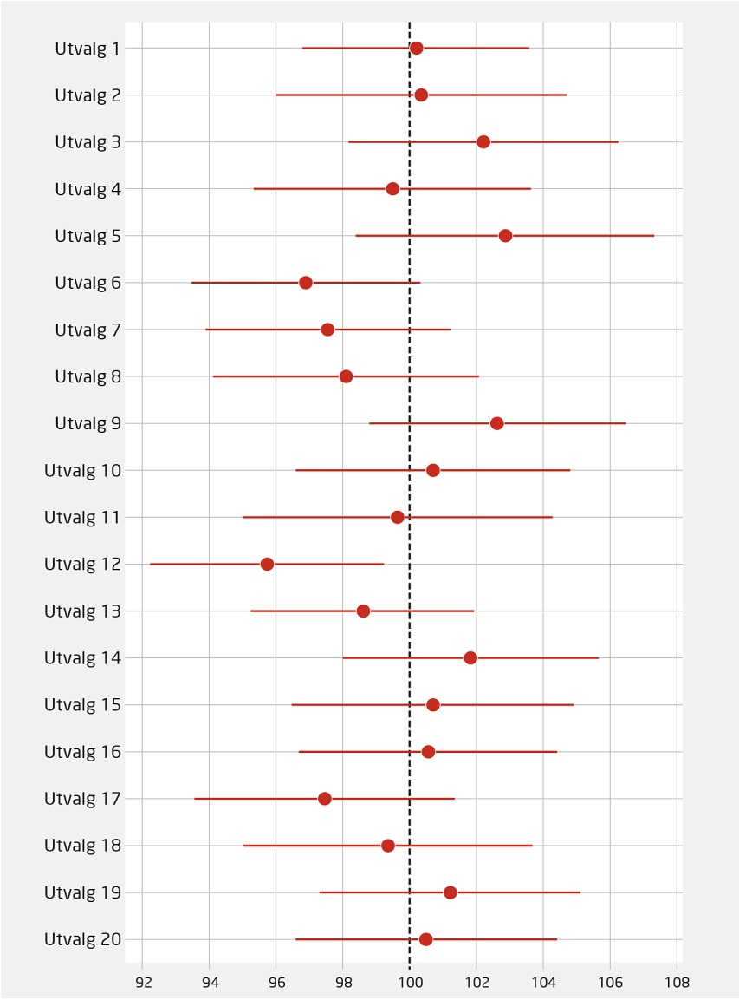 Utvalg 1
Utvalg 2
Utvalg 3
Utvalg 4
Utvalg 5
Utvalg 6
Utvalg 7
Utvalg 8
Utvalg 9
Utvalg 10
Utvalg 11
Utvalg 12
Utvalg 13
Utvalg 14
Utvalg 15
Utvalg 16
Utvalg 17
Utvalg 18
Utvalg 19
Utvalg 20
92 94 96 98 100 102 104 106 108